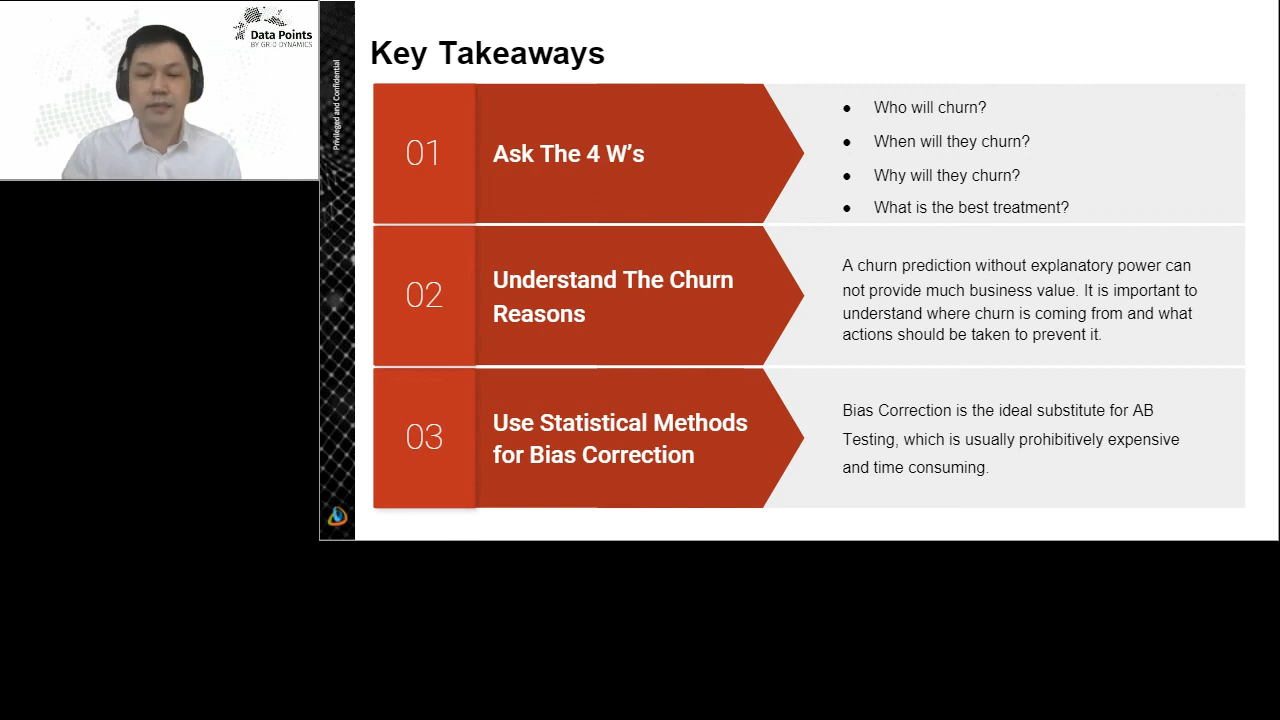 Data Points
BY GRID DYNAMICS
Privileged and Confidential
Key Takeaways
01
Ask The 4 W’s
● Who will churn?
● When will they churn?
● Why will they churn?
● What is the best treatment?
02
Understand The Churn
Reasons
A churn prediction without explanatory power can
not provide much business value. It is important to
understand where churn is coming from and what
actions should be taken to prevent it.
03
Use Statistical Methods
for Bias Correction
Bias Correction is the ideal substitute for AB
Testing, which is usually prohibitively expensive
and time consuming.